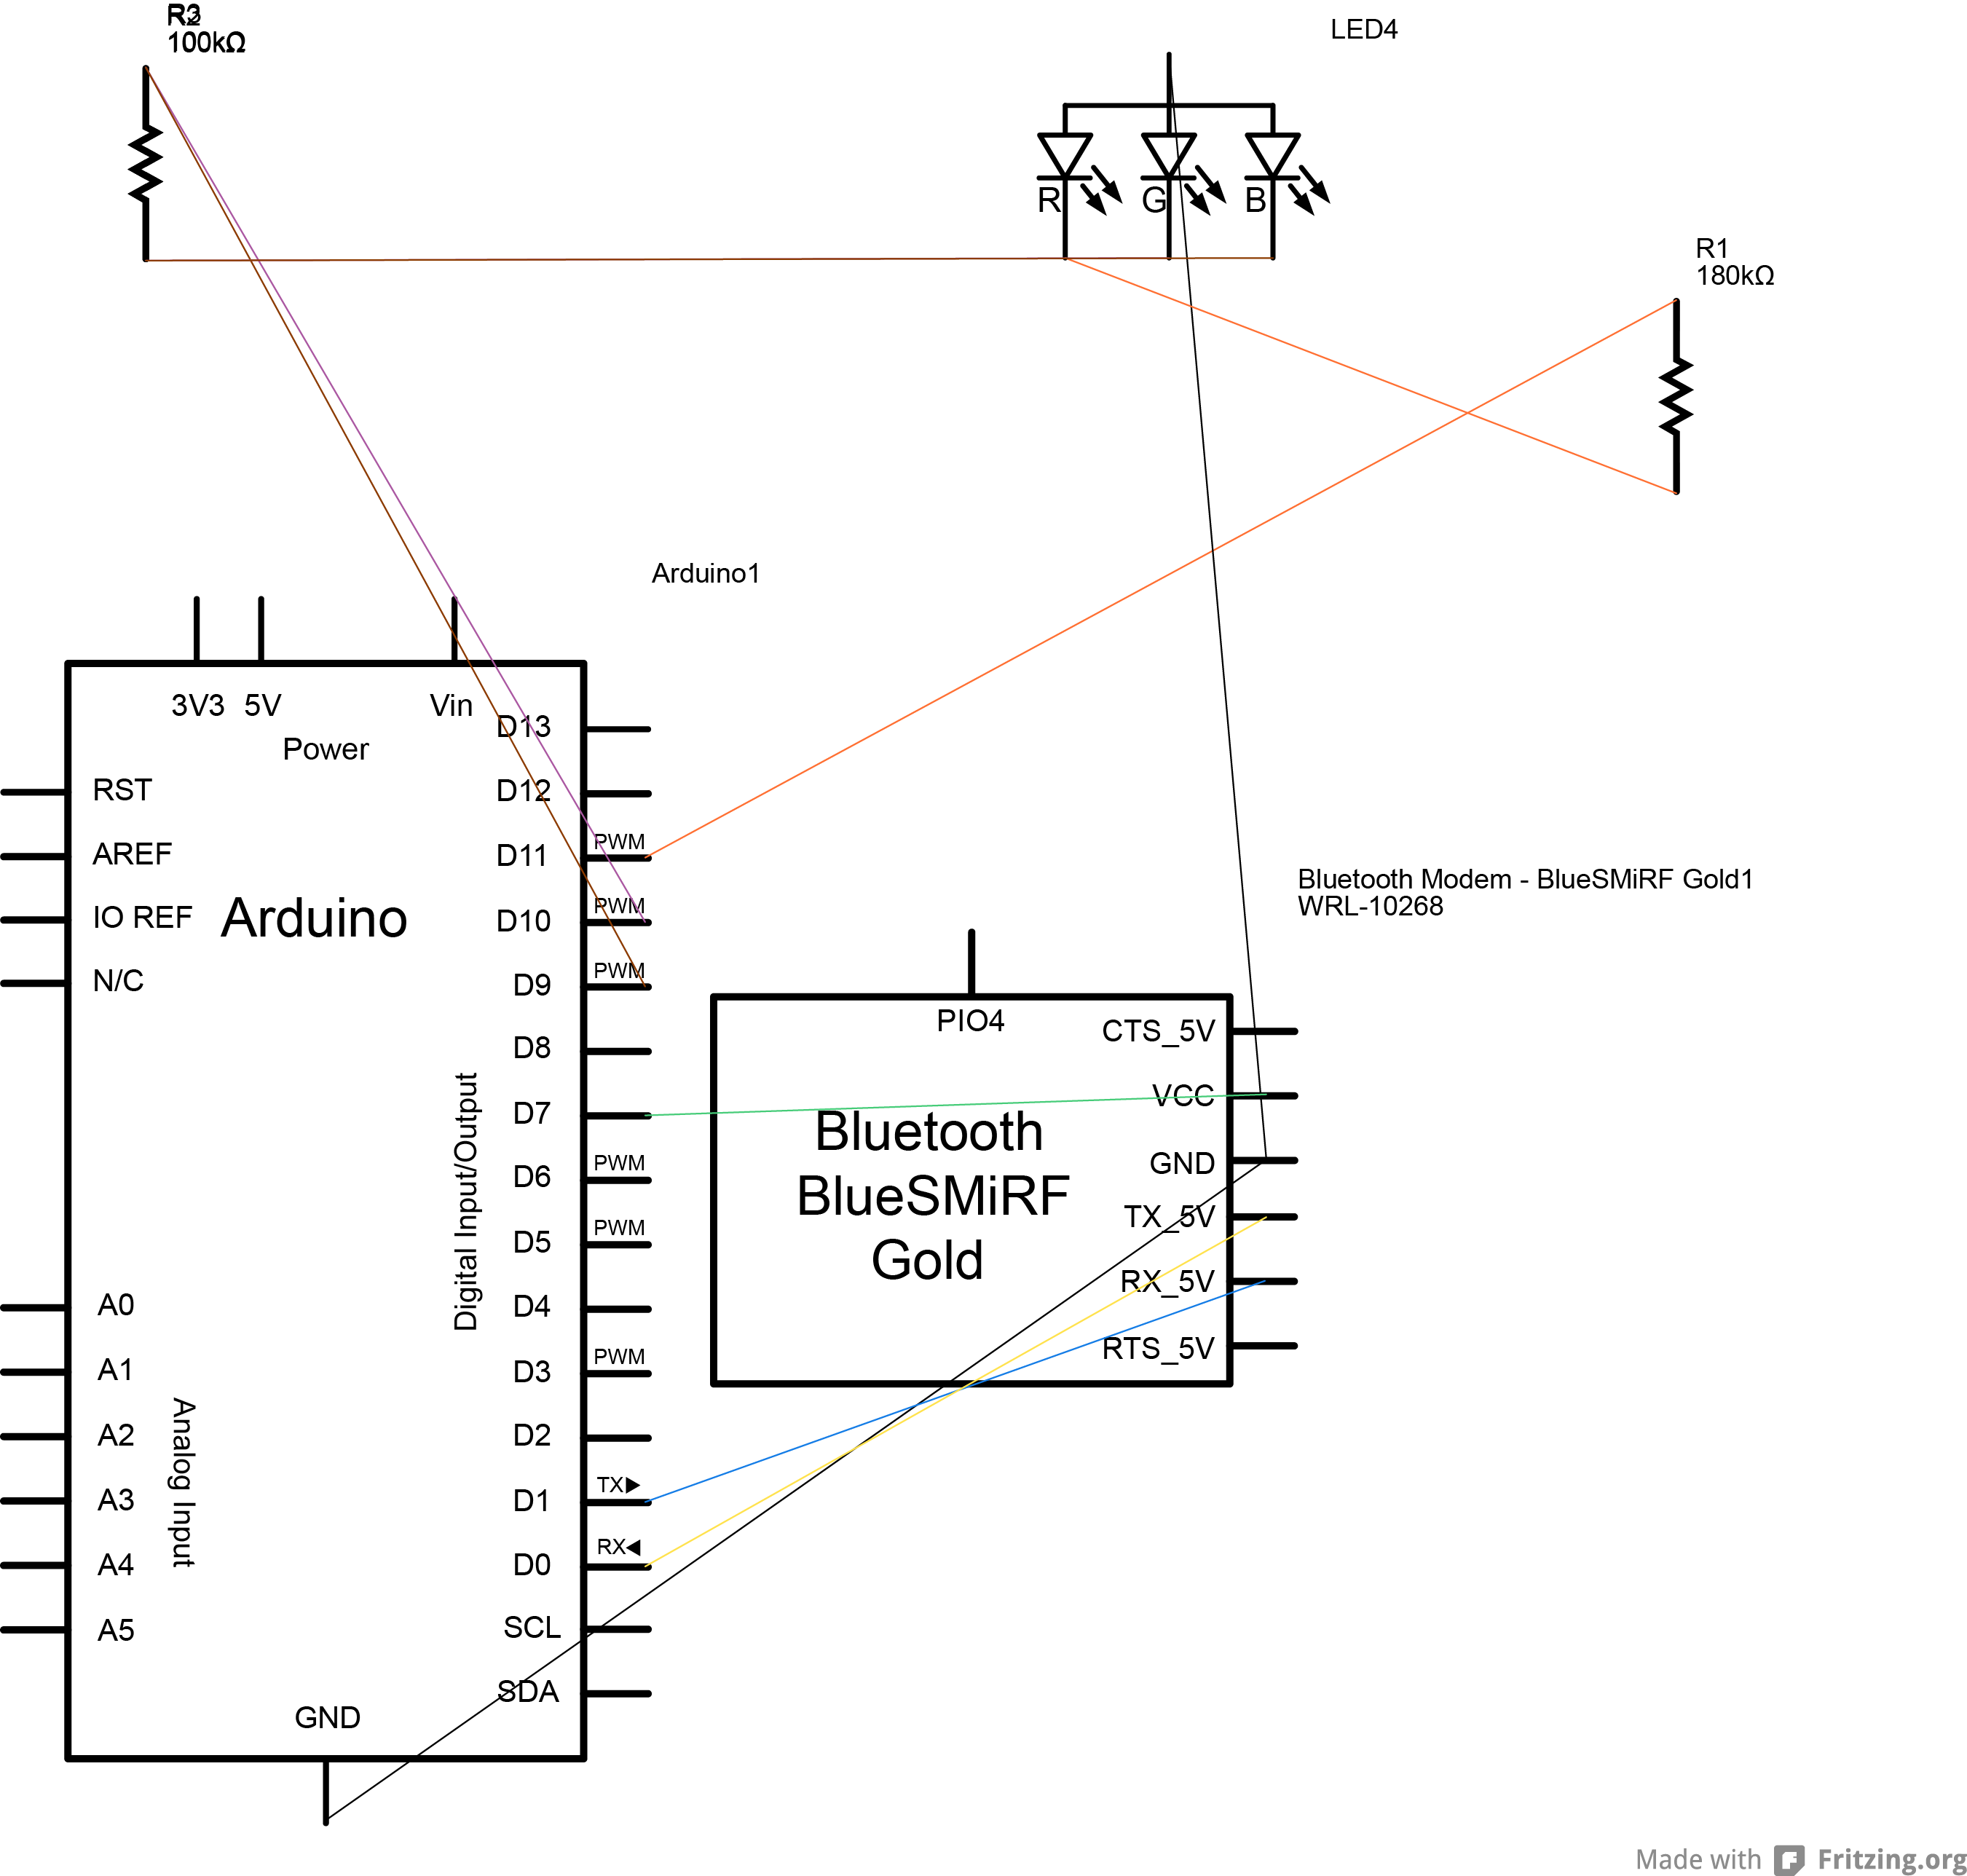 100kΩ
LED4
R1
180kΩ
R
G
B
Arduino1
3V3
5V
Vin
Power
D13
D12
RST
AREF
IO REF
N/C
Arduino
D11
PWM
D10
PWM
D9
PWM
D8
D7
D6
PWM
D5
PWM
D4
D3
PWM
D2
D1
TX
D0
RX
SCL
SDA
Digital Input/Output
A0
A1
A2
A3
A4
A5
Analog Input
GND
Bluetooth Modem - BlueSMiRF Gold1
WRL-10268
PIO4
CTS_5V
VCC
GND
TX_5V
RX_5V
RTS_5V
Bluetooth
BlueSMiRF
Gold
Made with Fritzing.org